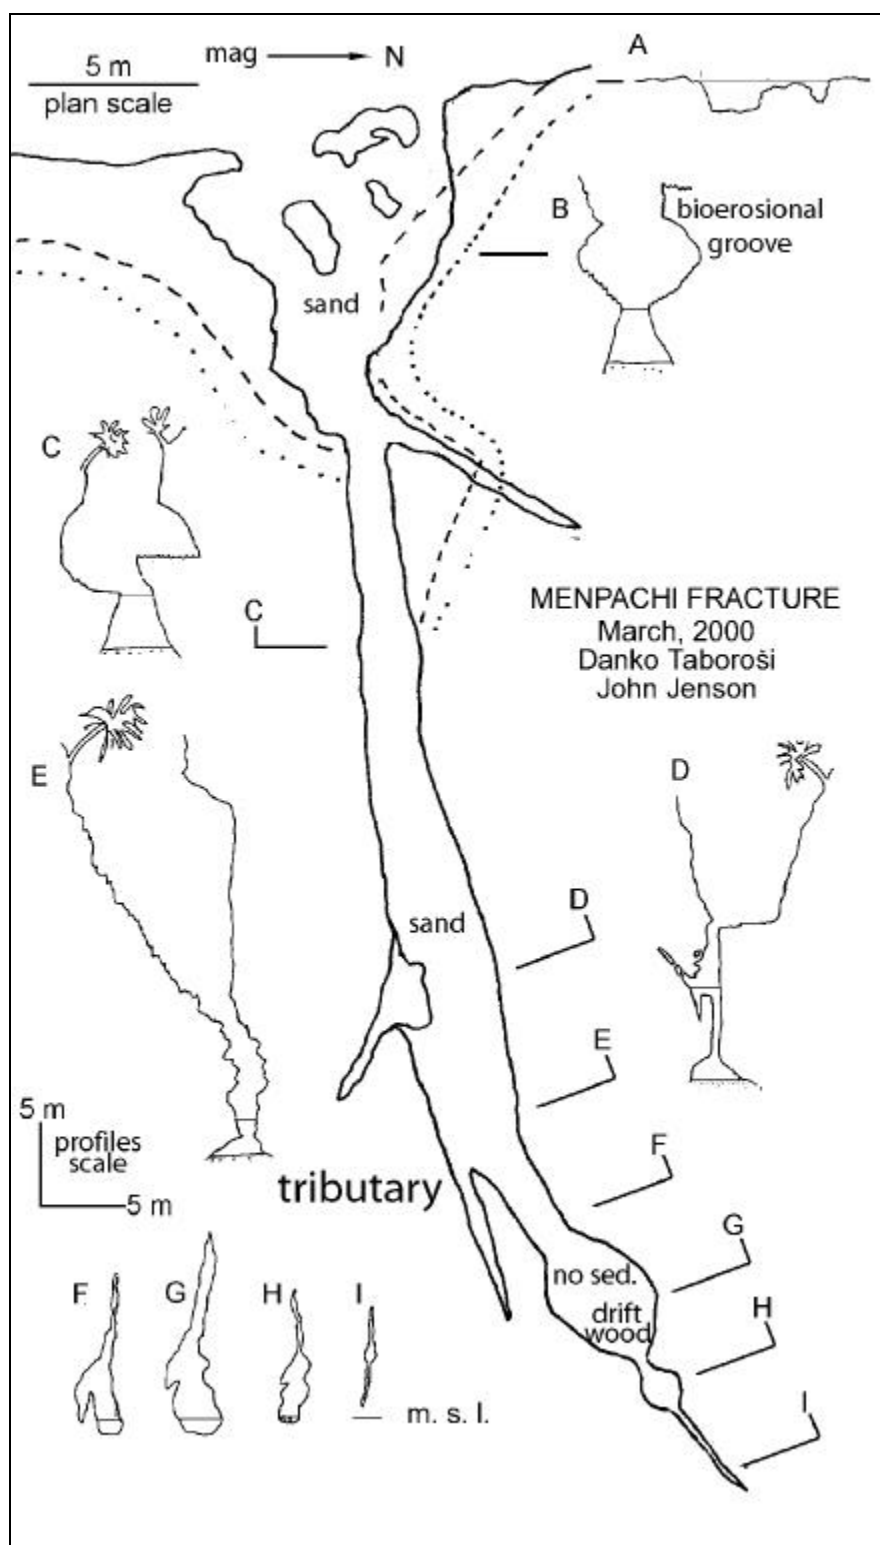 mag N
5 m
plan scale
A
B
bioerosional
groove
sand
C
C
MENPACHI FRACTURE
March, 2000
Danko Taboroši
John Jenson
E
D
D
sand
E
5 m
profiles
scale
5 m
F
tributary
G
F
G
H
I
no sed.
drift
wood
H
m. s. l.
I